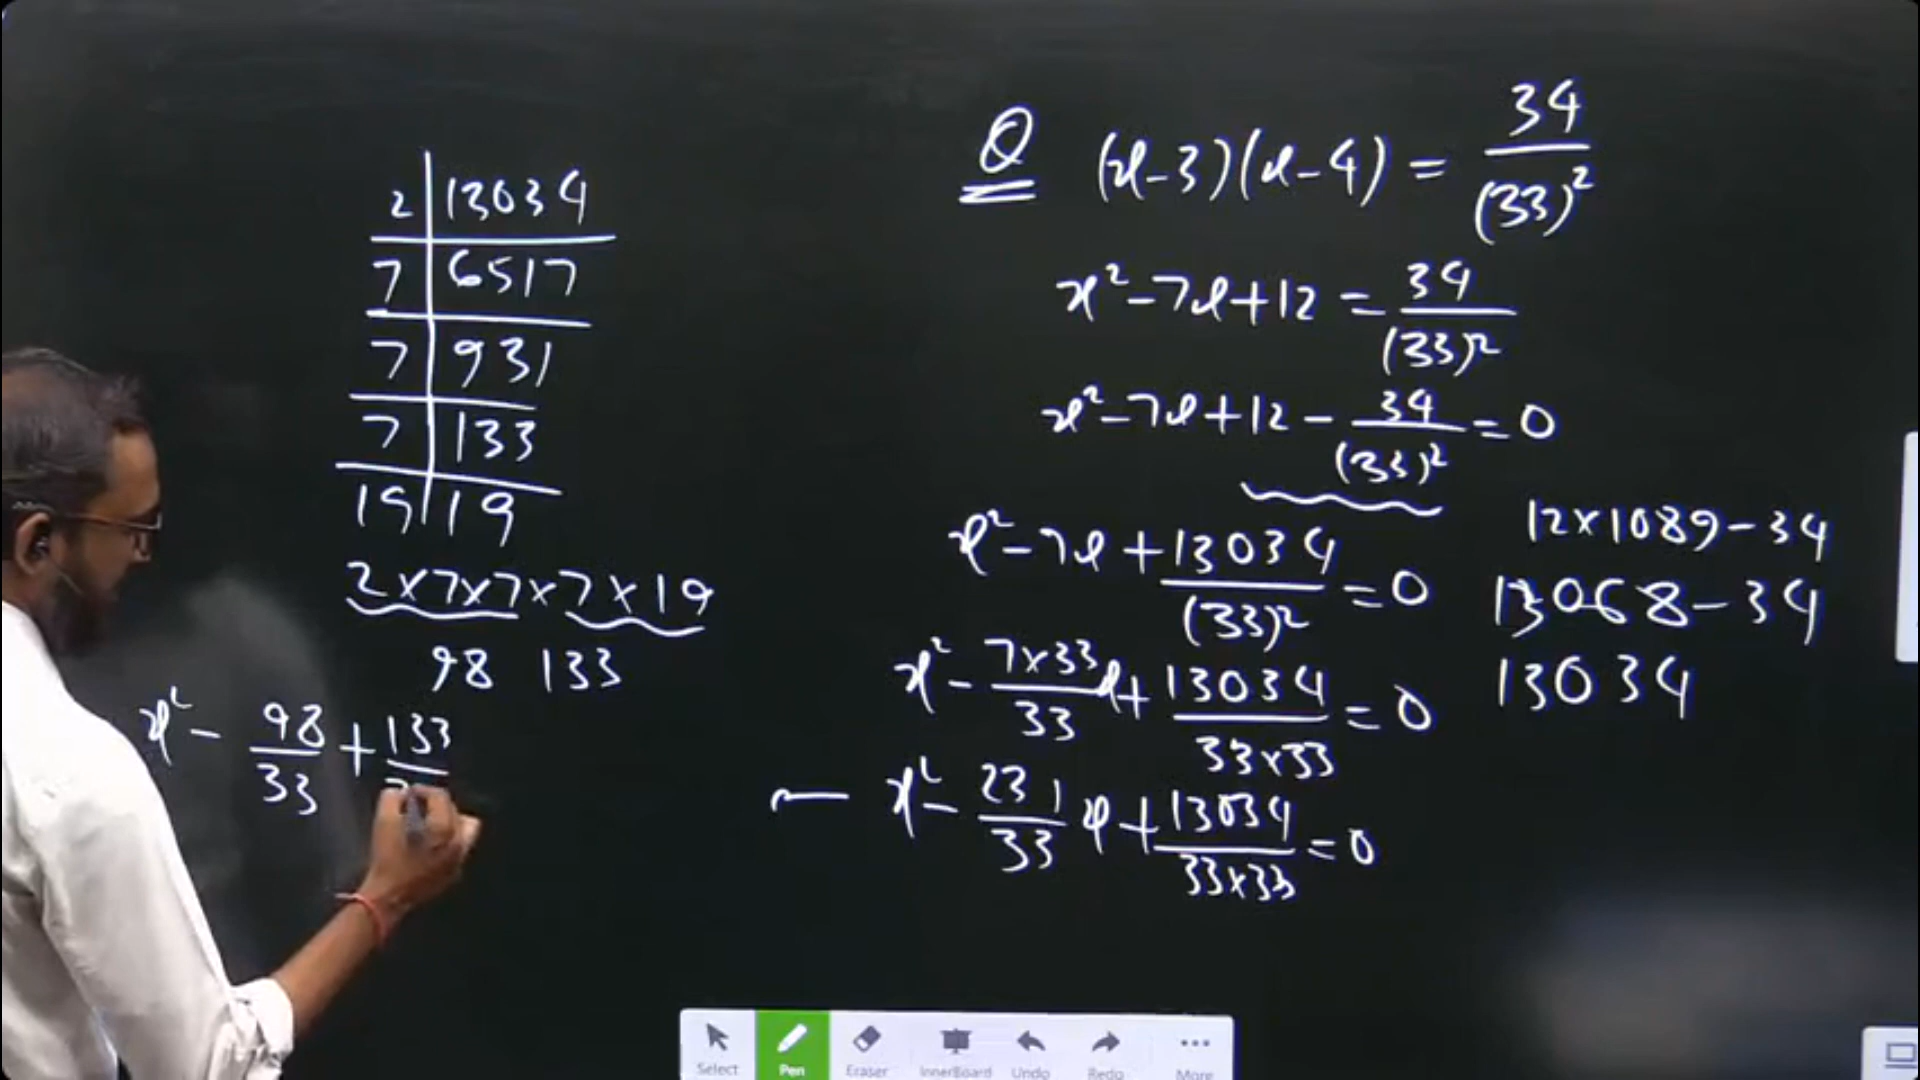 2 | 13034
7 | 6517
7 | 931
7 | 133
19 | 19
2×7×7×7×19
98 133
x² - 98/33 + 133/
Q (x-3)(x-4) = 34/(33)²
x² - 7x + 12 = 34/(33)²
x² - 7x + 12 - 34/(33)² = 0
x² - 7x + 13034/(33)² = 0
12×1089-34
13068-34
13034
x² - 7×33/33 x + 13034/33×33 = 0
x² - 231/33 x + 13034/33×33 = 0
Select Pen Eraser InnerBoard Undo Redo More